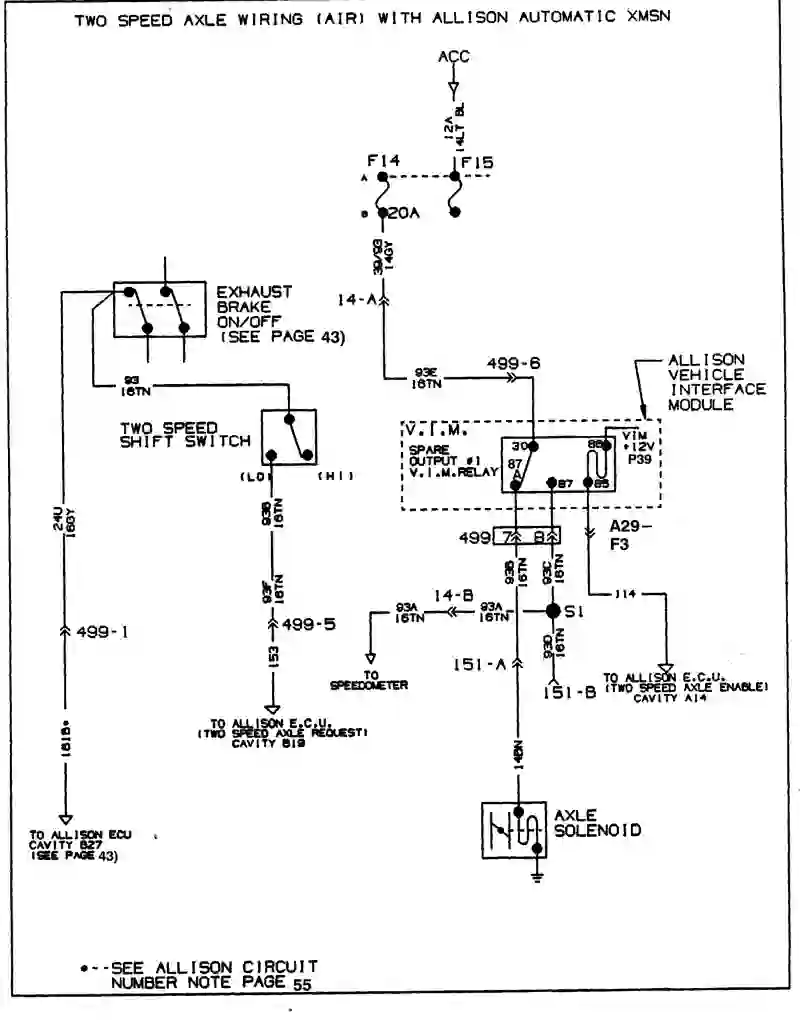 TWO SPEED AXLE WIRING (AIR) WITH ALLISON AUTOMATIC XMSN
ACC
12A
14LT BL
F14
F15
A
B
20A
39/93
14GY
14-A
EXHAUST
BRAKE
ON/OFF
(SEE PAGE 43)
93
16TN
93E
16TN
499-6
ALLISON
VEHICLE
INTERFACE
MODULE
TWO SPEED
SHIFT SWITCH
(LO)
(HI)
V.I.M.
SPARE
OUTPUT #1
V.I.M.RELAY
30
86
87
A
87
85
VIM
+12V
P39
24U
16GY
93B
16TN
93F
16TN
499
7
8
A29-
F3
93B
16TN
93C
16TN
14-B
93A
16TN
93A
16TN
S1
J14
499-1
499-5
153
93D
16TN
151-A
151-B
TO
SPEEDOMETER
TO ALLISON E.C.U.
(TWO SPEED AXLE ENABLE)
CAVITY A14
TO ALLISON E.C.U.
(TWO SPEED AXLE REQUEST)
CAVITY B19
161B*
14BN
TO ALLISON ECU
CAVITY B27
(SEE PAGE 43)
AXLE
SOLENOID
*--SEE ALLISON CIRCUIT
NUMBER NOTE PAGE 55